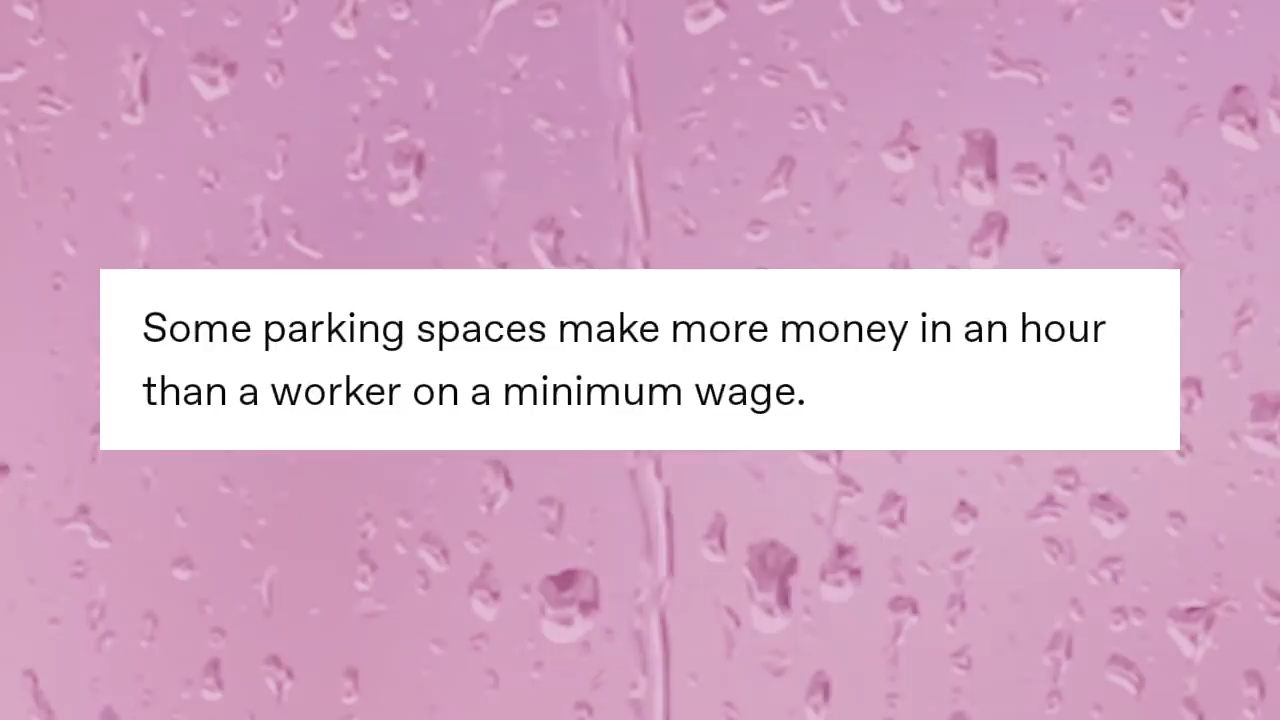 Some parking spaces make more money in an hour
than a worker on a minimum wage.